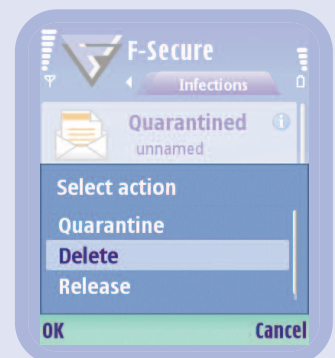 F-Secure
Infections
Quarantined
unnamed
Select action
Quarantine
Delete
Release
OK Cancel